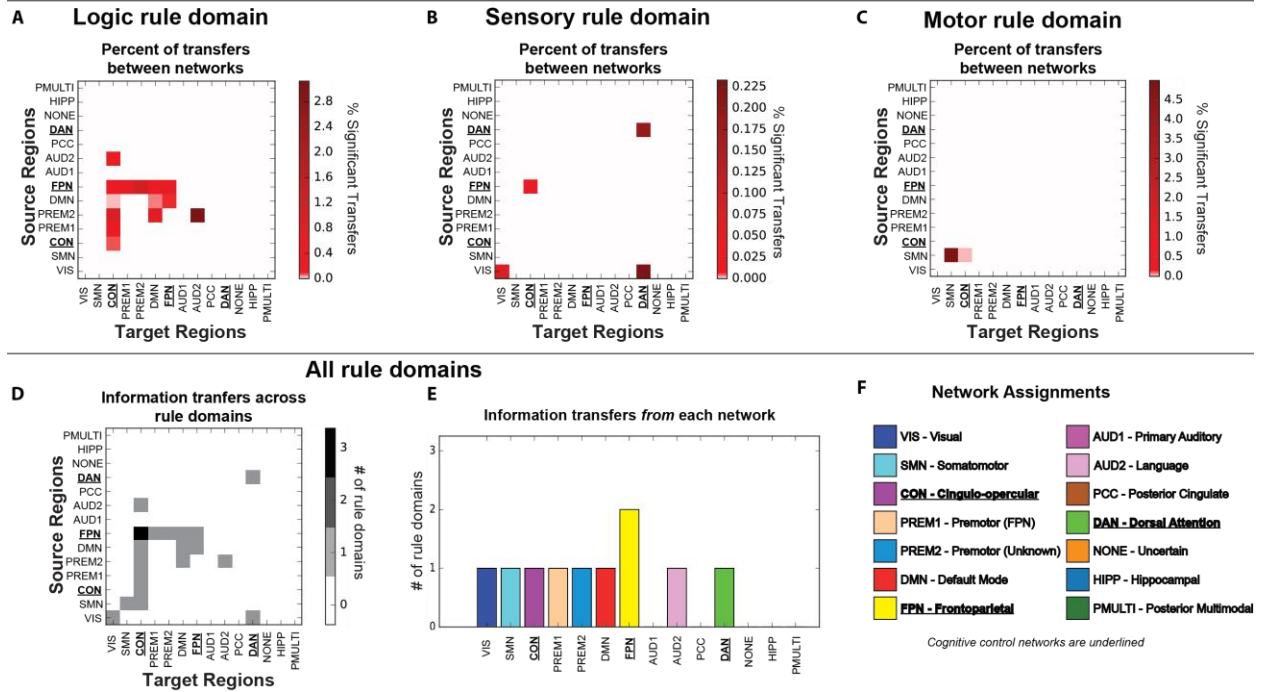 A
Logic rule domain
Percent of transfers
between networks
PMULTI
HIPP
NONE
DAN
PCC
AUD2
AUD1
FPN
DMN
PREM2
PREM1
CON
SMN
VIS
Source Regions
VIS
SMN
CON
PREM1
PREM2
DMN
FPN
AUD1
AUD2
PCC
DAN
NONE
HIPP
PMULTI
Target Regions
2.8
2.4
2.0
1.6
1.2
0.8
0.4
0.0
% Significant Transfers
B
Sensory rule domain
Percent of transfers
between networks
PMULTI
HIPP
NONE
DAN
PCC
AUD2
AUD1
FPN
DMN
PREM2
PREM1
CON
SMN
VIS
Source Regions
VIS
SMN
CON
PREM1
PREM2
DMN
FPN
AUD1
AUD2
PCC
DAN
NONE
HIPP
PMULTI
Target Regions
0.225
0.200
0.175
0.150
0.125
0.100
0.075
0.050
0.025
0.000
% Significant Transfers
C
Motor rule domain
Percent of transfers
between networks
PMULTI
HIPP
NONE
DAN
PCC
AUD2
AUD1
FPN
DMN
PREM2
PREM1
CON
SMN
VIS
Source Regions
VIS
SMN
CON
PREM1
PREM2
DMN
FPN
AUD1
AUD2
PCC
DAN
NONE
HIPP
PMULTI
Target Regions
4.5
4.0
3.5
3.0
2.5
2.0
1.5
1.0
0.5
0.0
% Significant Transfers
All rule domains
D
Information tranfers across
rule domains
PMULTI
HIPP
NONE
DAN
PCC
AUD2
AUD1
FPN
DMN
PREM2
PREM1
CON
SMN
VIS
Source Regions
VIS
SMN
CON
PREM1
PREM2
DMN
FPN
AUD1
AUD2
PCC
DAN
NONE
HIPP
PMULTI
Target Regions
3
2
1
0
# of rule domains
E
Information transfers from each network
3
2
1
0
# of rule domains
VIS
SMN
CON
PREM1
PREM2
DMN
FPN
AUD1
AUD2
PCC
DAN
NONE
HIPP
PMULTI
F
Network Assignments
VIS - Visual
SMN - Somatomotor
CON - Cingulo-opercular
PREM1 - Premotor (FPN)
PREM2 - Premotor (Unknown)
DMN - Default Mode
FPN - Frontoparietal
AUD1 - Primary Auditory
AUD2 - Language
PCC - Posterior Cingulate
DAN - Dorsal Attention
NONE - Uncertain
HIPP - Hippocampal
PMULTI - Posterior Multimodal
Cognitive control networks are underlined